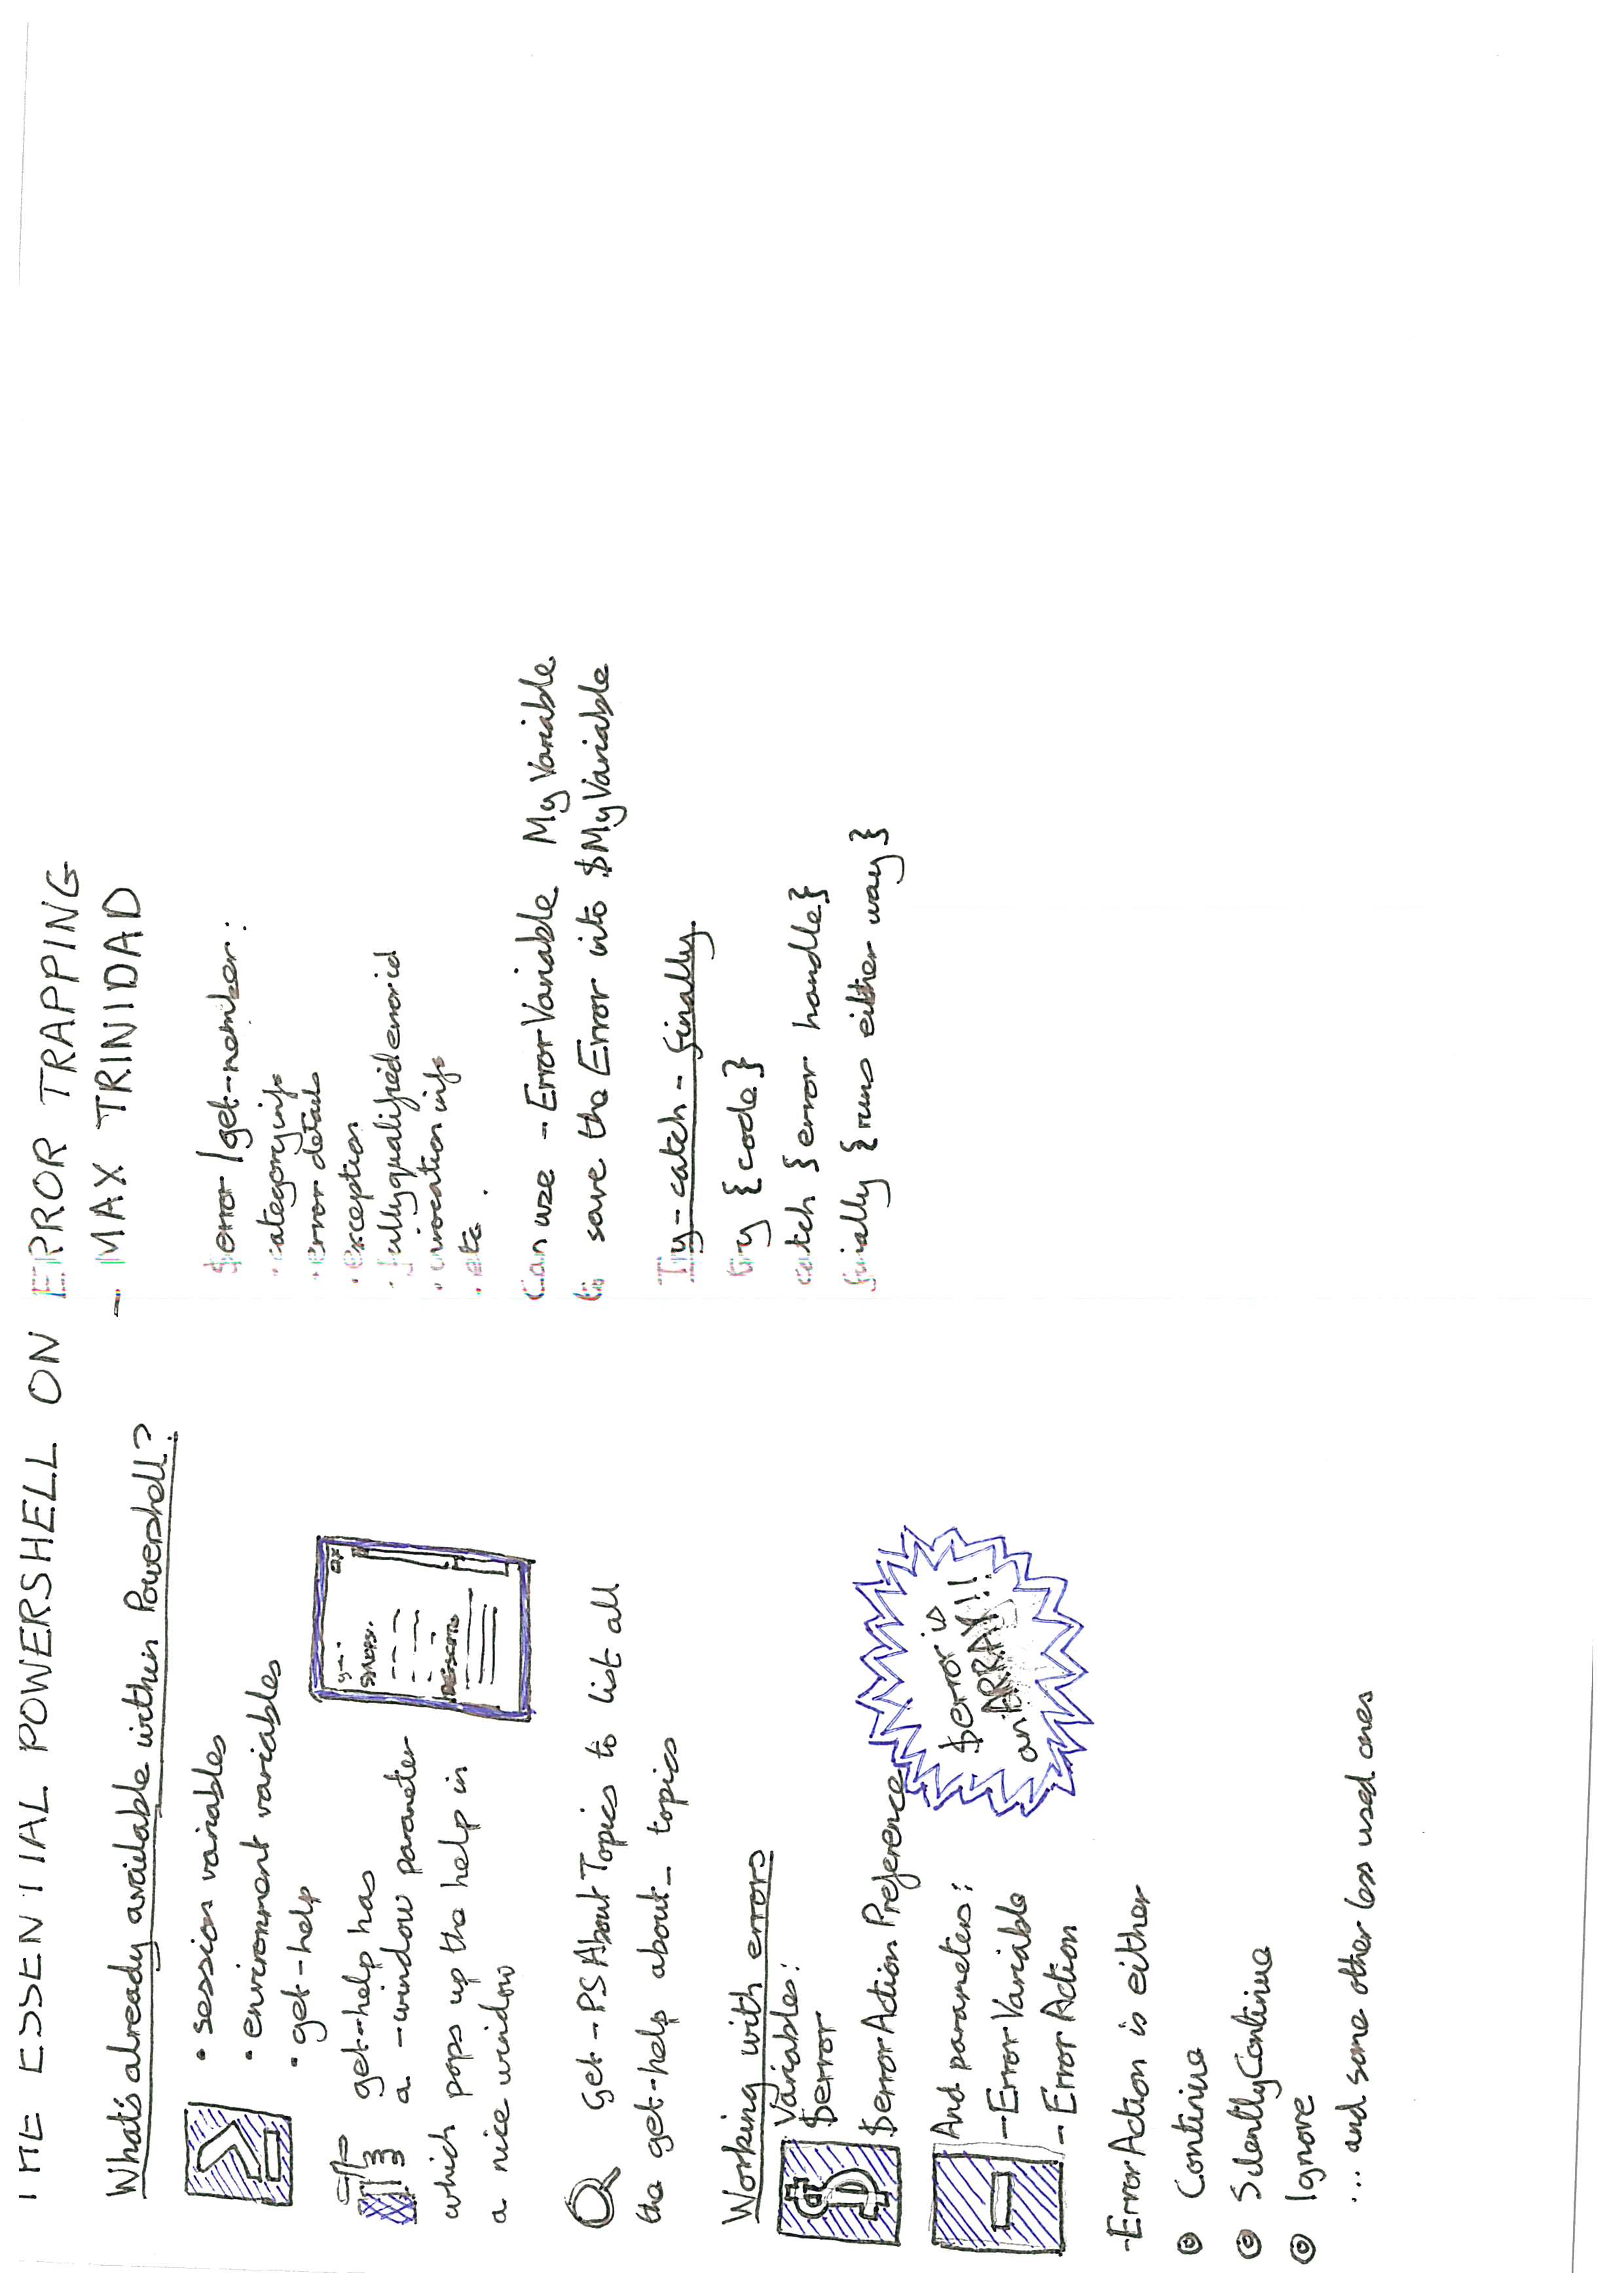 THE ESSENTIAL POWERSHELL ON ERROR TRAPPING
- MAX TRINIDAD
What's already available within Powershell?
• session variables
• environment variables
• get-help
get-help has
a -window parameter
which pops up the help in
a nice window
get-PSAboutTopics to list all
the get-help about_ topics
Working with errors
Variables:
$error
$errorActionPreference
$error is
an ARRAY!!
And parameters:
-ErrorVariable
-ErrorAction
-ErrorAction is either
Continue
SilentlyContinue
Ignore
... and some other less used ones
$error | get-member:
• categoryinfo
• error details
• exception
• fullyqualifiederrorid
• invocation info
• etc.
Can use -ErrorVariable MyVariable
to save the Error into $MyVariable
Try-catch-finally
try {code}
catch {error handle}
finally {runs either way}